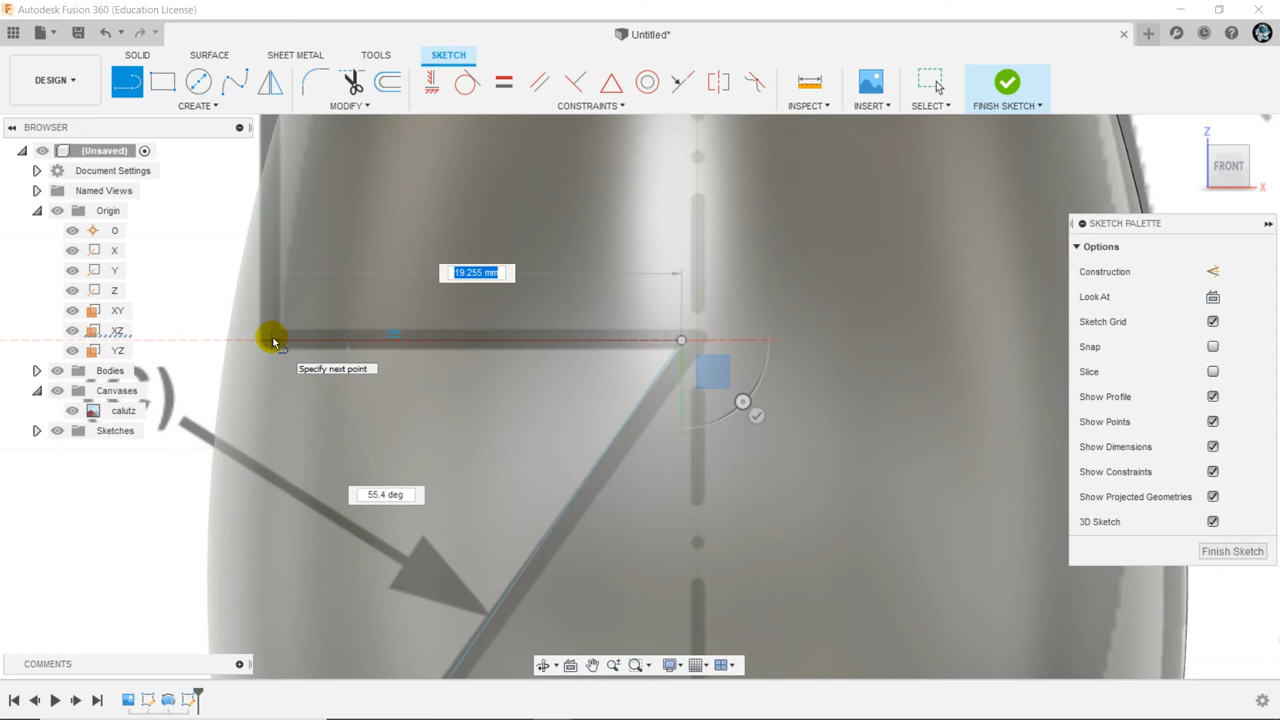 Autodesk Fusion 360 (Education License)
Untitled*
DESIGN
SOLID SURFACE SHEET METAL TOOLS SKETCH
CREATE MODIFY CONSTRAINTS INSPECT INSERT SELECT FINISH SKETCH
BROWSER
(Unsaved)
Document Settings
Named Views
Origin
O
X
Y
Z
XY
XZ
YZ
Bodies
Canvases
calutz
Sketches
19.255 mm
Specify next point
55.4 deg
Z
FRONT
X
SKETCH PALETTE
Options
Construction
Look At
Sketch Grid
Snap
Slice
Show Profile
Show Points
Show Dimensions
Show Constraints
Show Projected Geometries
3D Sketch
Finish Sketch
COMMENTS